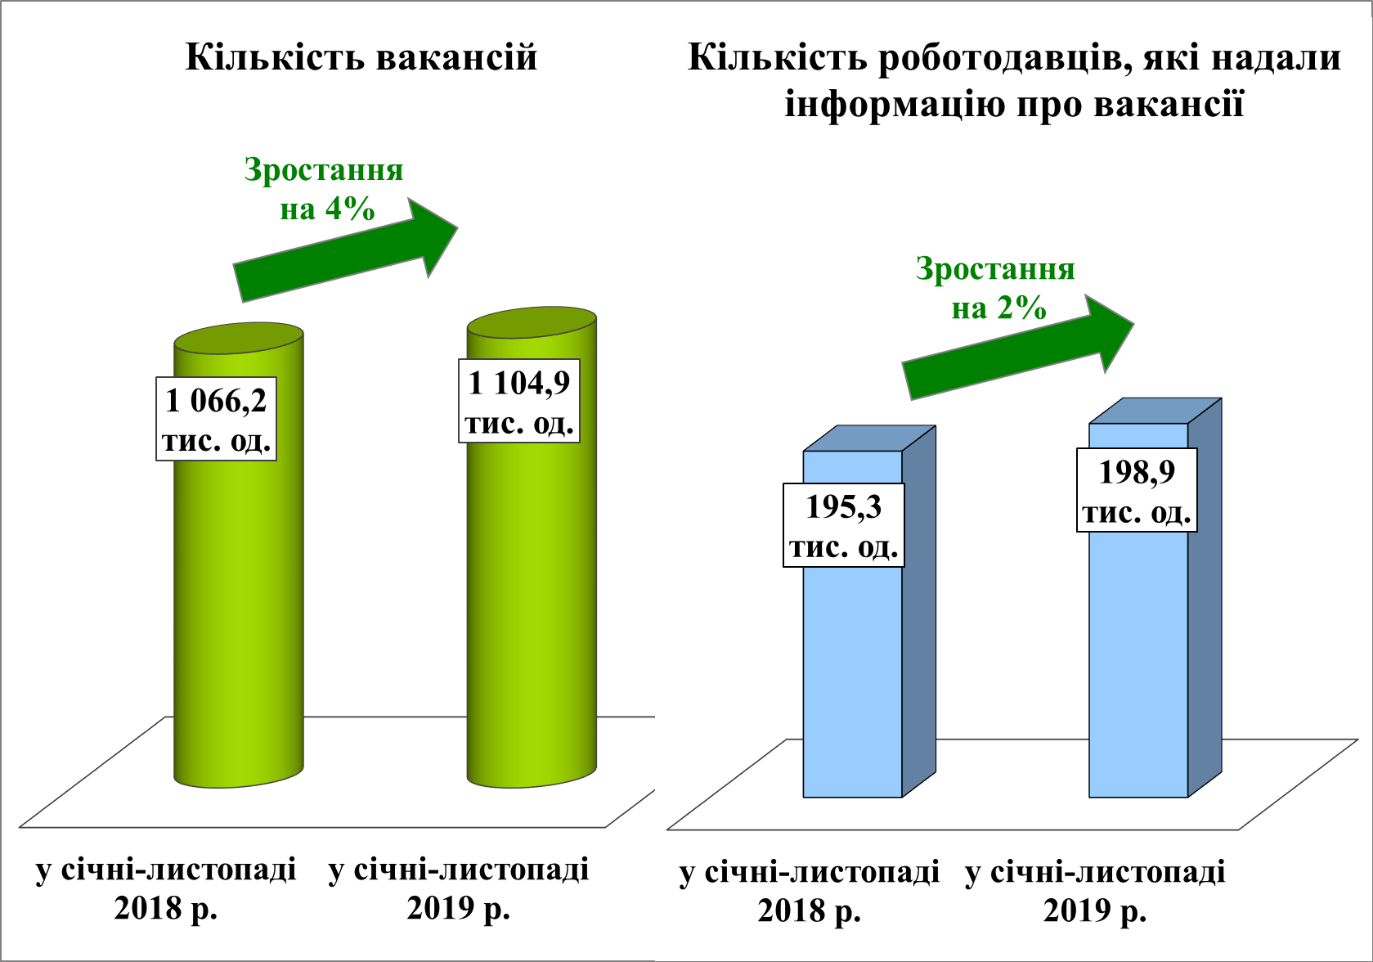 Кількість вакансій
Зростання
на 4%
1 066,2
тис. од.
1 104,9
тис. од.
у січні-листопаді
2018 р.
у січні-листопаді
2019 р.
Кількість роботодавців, які надали
інформацію про вакансії
Зростання
на 2%
195,3
тис. од.
198,9
тис. од.
у січні-листопаді
2018 р.
у січні-листопаді
2019 р.